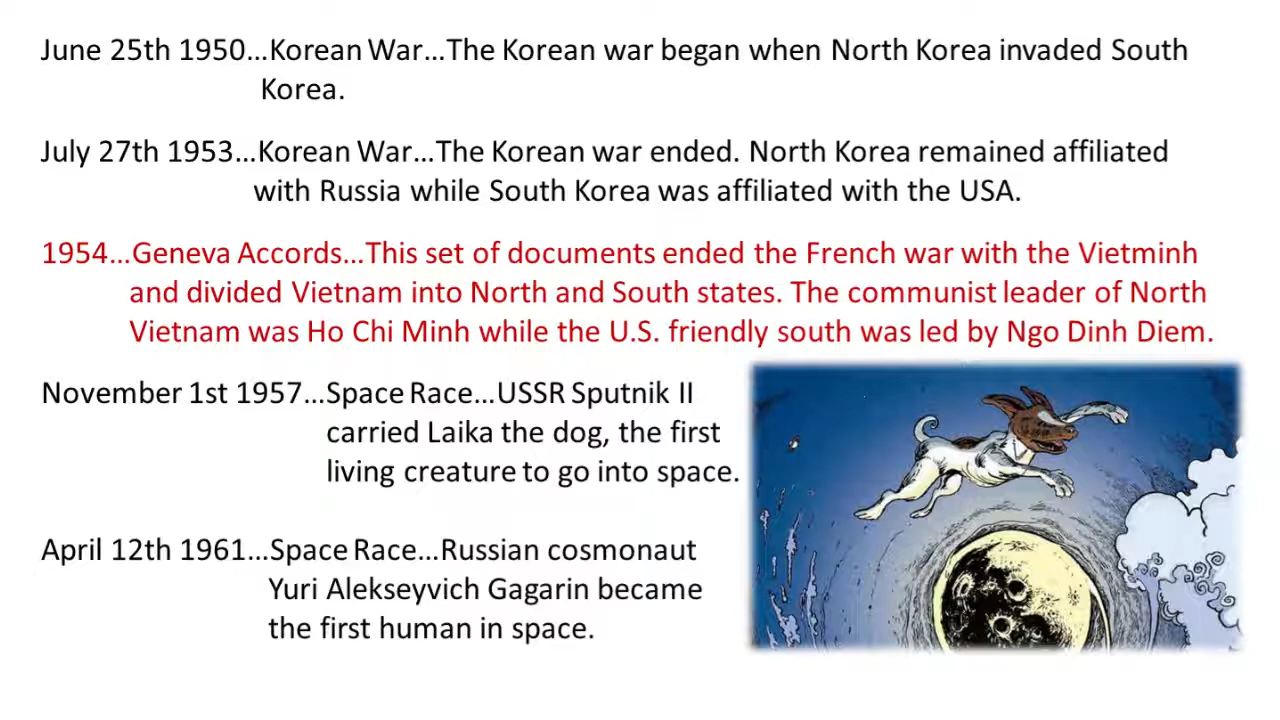 June 25th 1950...Korean War...The Korean war began when North Korea invaded South
Korea.
July 27th 1953...Korean War...The Korean war ended. North Korea remained affiliated
with Russia while South Korea was affiliated with the USA.
1954...Geneva Accords...This set of documents ended the French war with the Vietminh
and divided Vietnam into North and South states. The communist leader of North
Vietnam was Ho Chi Minh while the U.S. friendly south was led by Ngo Dinh Diem.
November 1st 1957...Space Race...USSR Sputnik II
carried Laika the dog, the first
living creature to go into space.
April 12th 1961...Space Race...Russian cosmonaut
Yuri Alekseyvich Gagarin became
the first human in space.